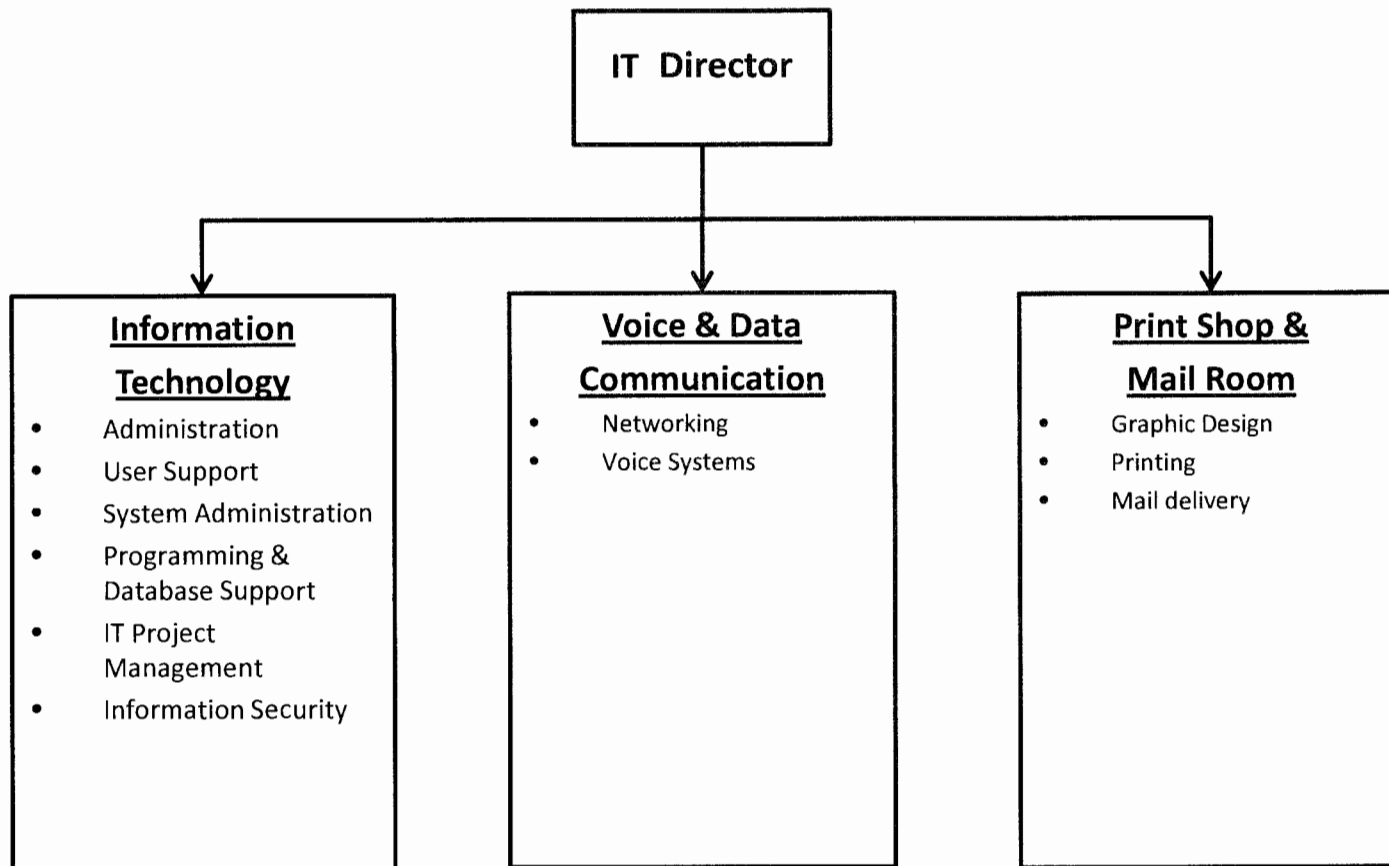 IT Director
Information
Technology
• Administration
• User Support
• System Administration
• Programming &
Database Support
• IT Project
Management
• Information Security
Voice & Data
Communication
• Networking
• Voice Systems
Print Shop &
Mail Room
• Graphic Design
• Printing
• Mail delivery